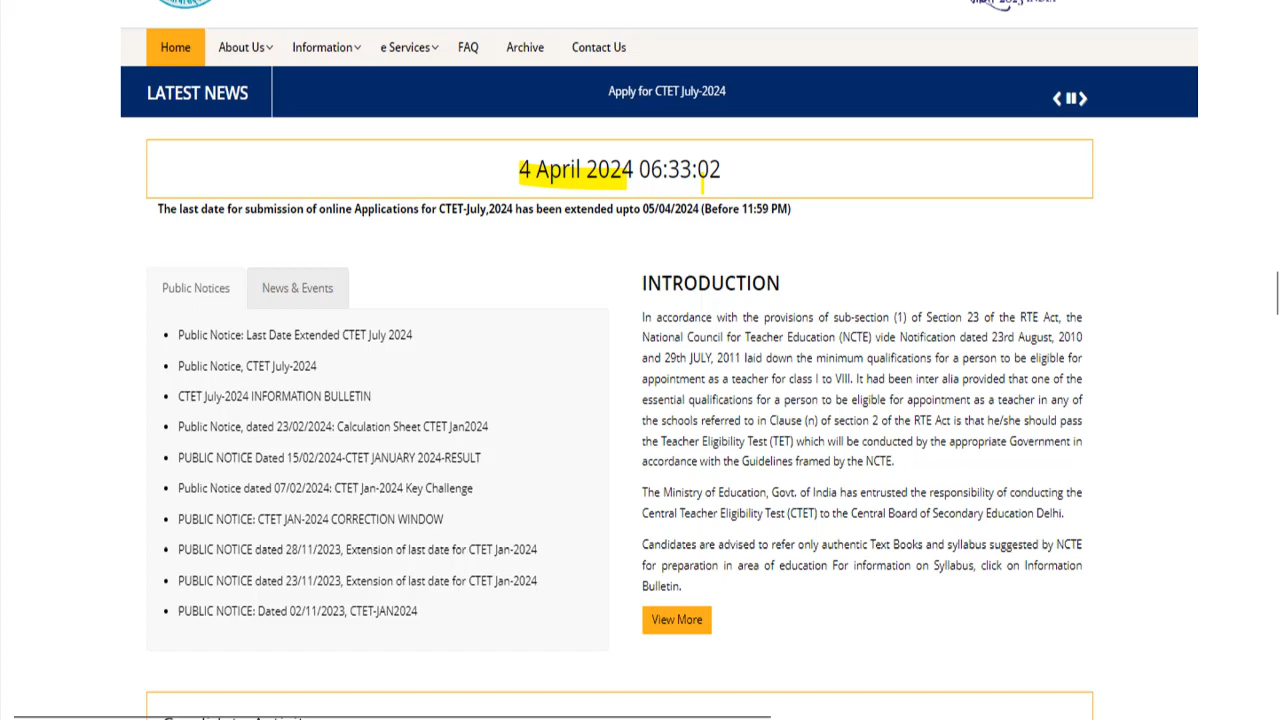 Home About Us Information e Services FAQ Archive Contact Us
LATEST NEWS
Apply for CTET July-2024
4 April 2024 06:33:02
The last date for submission of online Applications for CTET-July,2024 has been extended upto 05/04/2024 (Before 11:59 PM)
Public Notices News & Events
Public Notice: Last Date Extended CTET July 2024
Public Notice, CTET July-2024
CTET July-2024 INFORMATION BULLETIN
Public Notice, dated 23/02/2024: Calculation Sheet CTET Jan2024
PUBLIC NOTICE Dated 15/02/2024-CTET JANUARY 2024-RESULT
Public Notice dated 07/02/2024: CTET Jan-2024 Key Challenge
PUBLIC NOTICE: CTET JAN-2024 CORRECTION WINDOW
PUBLIC NOTICE dated 28/11/2023, Extension of last date for CTET Jan-2024
PUBLIC NOTICE dated 23/11/2023, Extension of last date for CTET Jan-2024
PUBLIC NOTICE: Dated 02/11/2023, CTET-JAN2024
INTRODUCTION
In accordance with the provisions of sub-section (1) of Section 23 of the RTE Act, the
National Council for Teacher Education (NCTE) vide Notification dated 23rd August, 2010
and 29th JULY, 2011 laid down the minimum qualifications for a person to be eligible for
appointment as a teacher for class I to VIII. It had been inter alia provided that one of the
essential qualifications for a person to be eligible for appointment as a teacher in any of
the schools referred to in Clause (n) of section 2 of the RTE Act is that he/she should pass
the Teacher Eligibility Test (TET) which will be conducted by the appropriate Government in
accordance with the Guidelines framed by the NCTE.
The Ministry of Education, Govt. of India has entrusted the responsibility of conducting the
Central Teacher Eligibility Test (CTET) to the Central Board of Secondary Education Delhi.
Candidates are advised to refer only authentic Text Books and syllabus suggested by NCTE
for preparation in area of education For information on Syllabus, click on Information
Bulletin.
View More